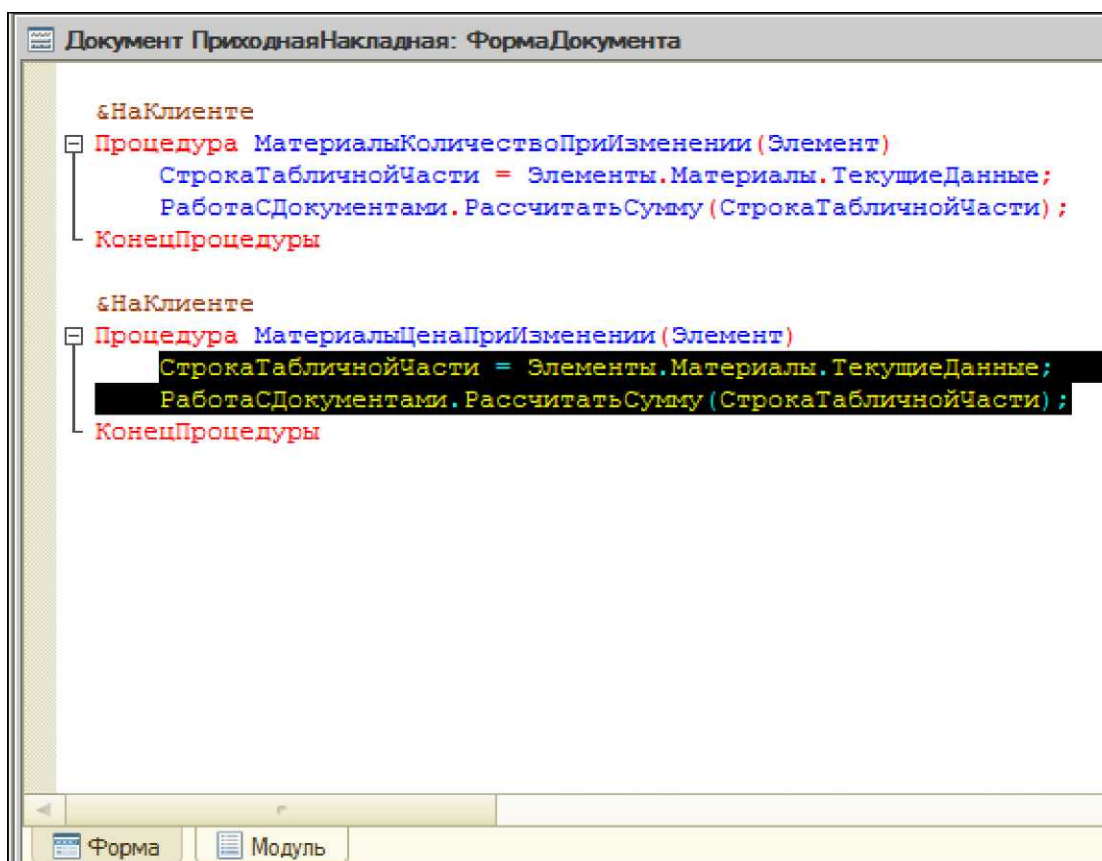 Документ ПриходнаяНакладная: ФормаДокумента
&НаКлиенте
Процедура МатериалыКоличествоПриИзменении(Элемент)
СтрокаТабличнойЧасти = Элементы.Материалы.ТекущиеДанные;
РаботаСДокументами.РассчитатьСумму(СтрокаТабличнойЧасти);
КонецПроцедуры
&НаКлиенте
Процедура МатериалыЦенаПриИзменении(Элемент)
СтрокаТабличнойЧасти = Элементы.Материалы.ТекущиеДанные;
РаботаСДокументами.РассчитатьСумму(СтрокаТабличнойЧасти);
КонецПроцедуры
Форма Модуль